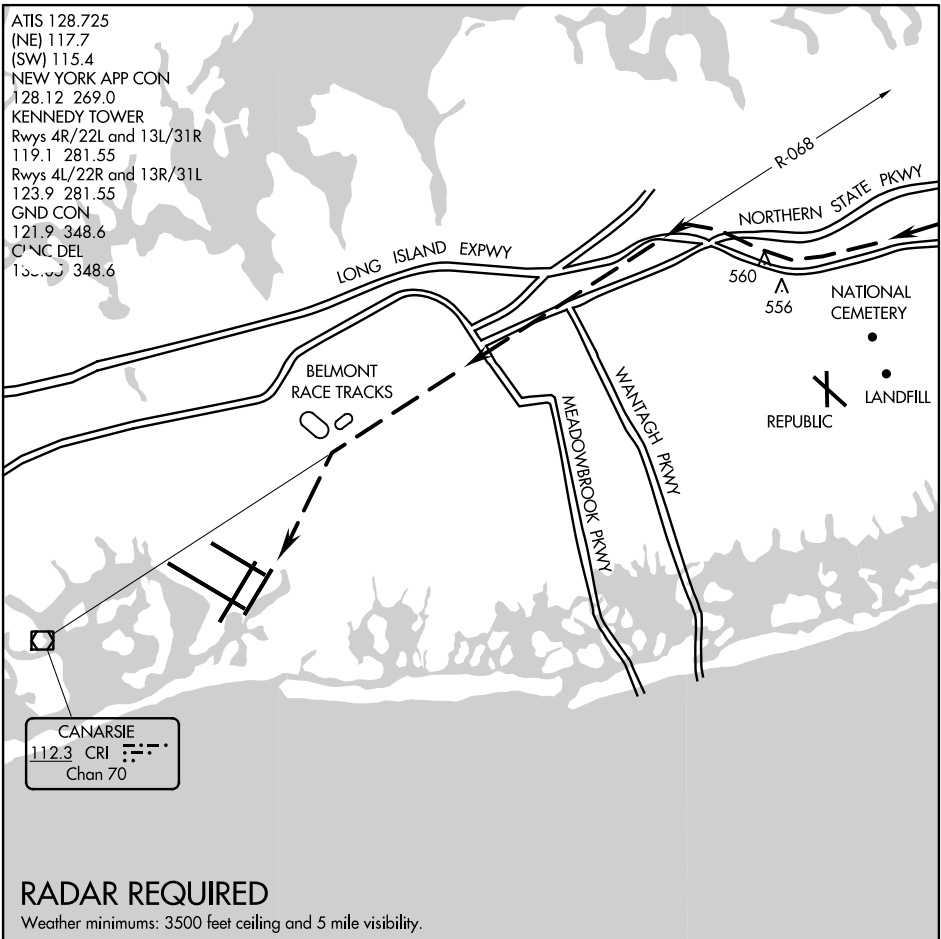 ATIS 128.725
(NE) 117.7
(SW) 115.4
NEW YORK APP CON
128.12 269.0
KENNEDY TOWER
Rwys 4R/22L and 13L/31R
119.1 281.55
Rwys 4L/22R and 13R/31L
123.9 281.55
GND CON
121.9 348.6
DEL
348.6
R-068
NORTHERN STATE PKWY
LONG ISLAND EXPWY
560
556
NATIONAL
CEMETERY
LANDFILL
REPUBLIC
BELMONT
RACE TRACKS
WANTAGH PKWY
MEADOWBROOK PKWY
CANARSIE
112.3 CRI
Chan 70
RADAR REQUIRED
Weather minimums: 3500 feet ceiling and 5 mile visibility.